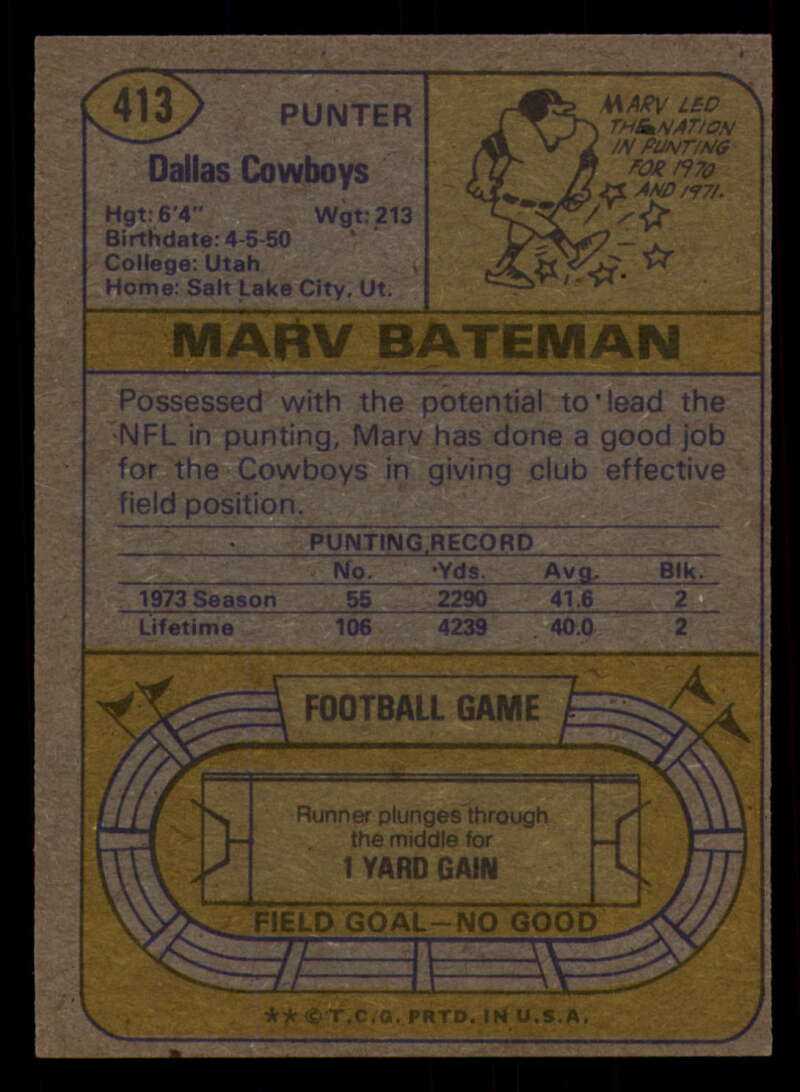 413
PUNTER
Dallas Cowboys
Hgt: 6'4" Wgt: 213
Birthdate: 4-5-50
College: Utah
Home: Salt Lake City, Ut.
MARV LED
THE NATION
IN PUNTING
FOR 1970
AND 1971.
MARV BATEMAN
Possessed with the potential to lead the
NFL in punting, Marv has done a good job
for the Cowboys in giving club effective
field position.
PUNTING RECORD
No. Yds. Avg. Blk.
1973 Season 55 2290 41.6 2
Lifetime 106 4239 40.0 2
FOOTBALL GAME
Runner plunges through
the middle for
1 YARD GAIN
FIELD GOAL—NO GOOD
** © T.C.G. PRTD. IN U.S.A.